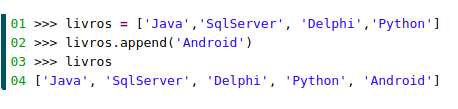 01 >>> livros = ['Java','SqlServer', 'Delphi','Python']
02 >>> livros.append('Android')
03 >>> livros
04 ['Java', 'SqlServer', 'Delphi', 'Python', 'Android']